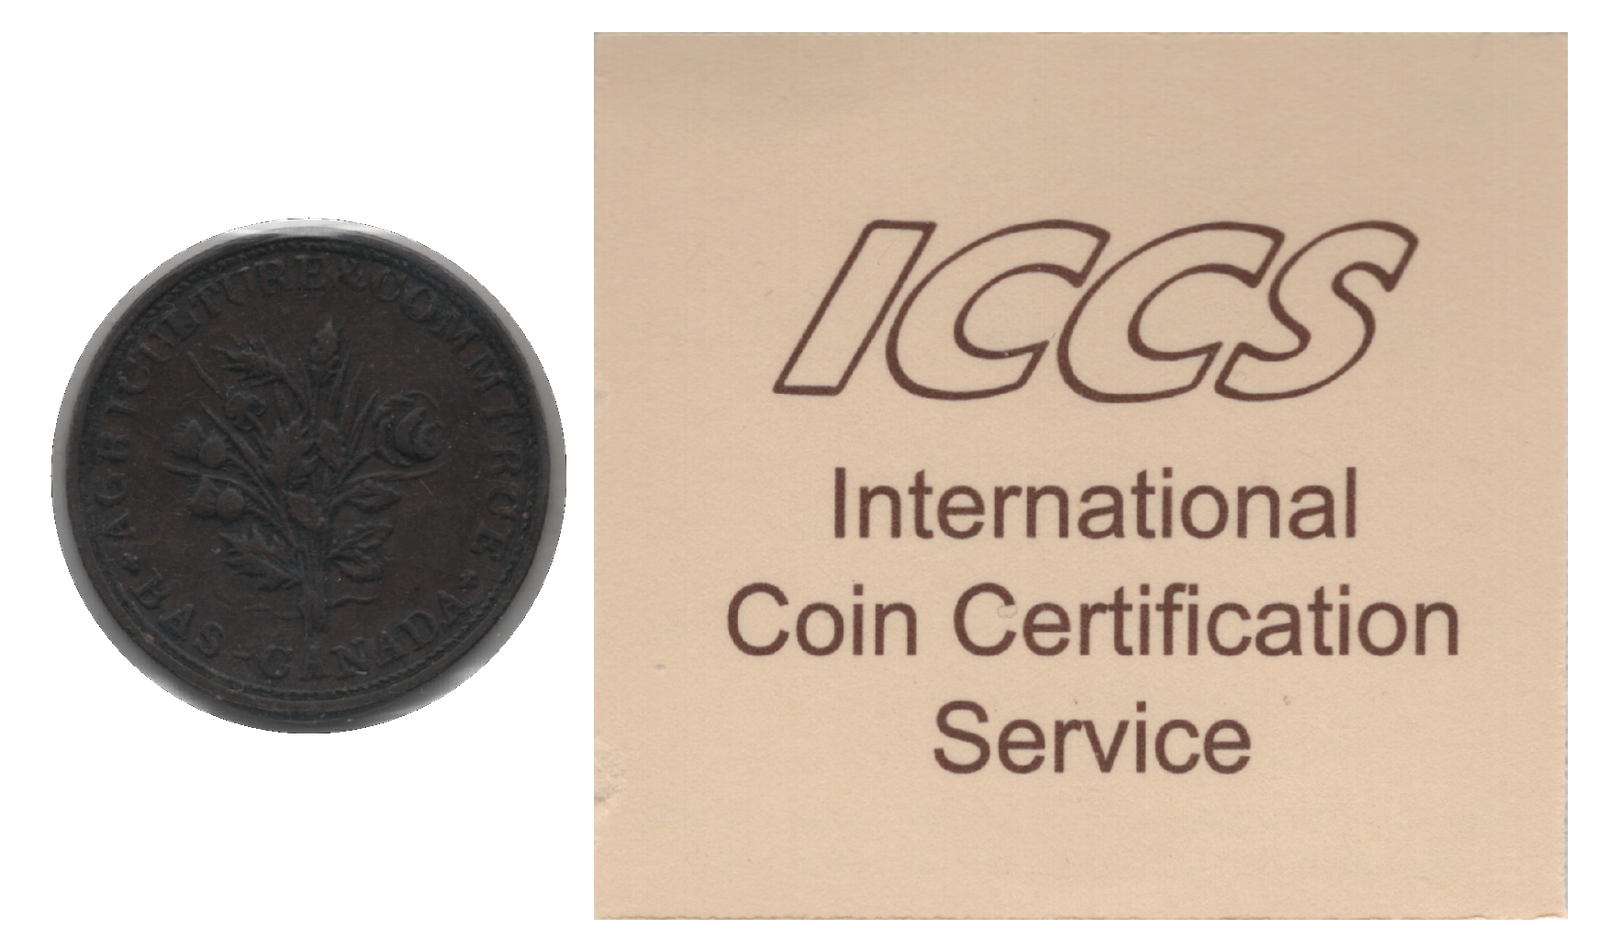 AGRICULTURE & COMMERCE
BAS-CANADA
ICCS
International
Coin Certification
Service